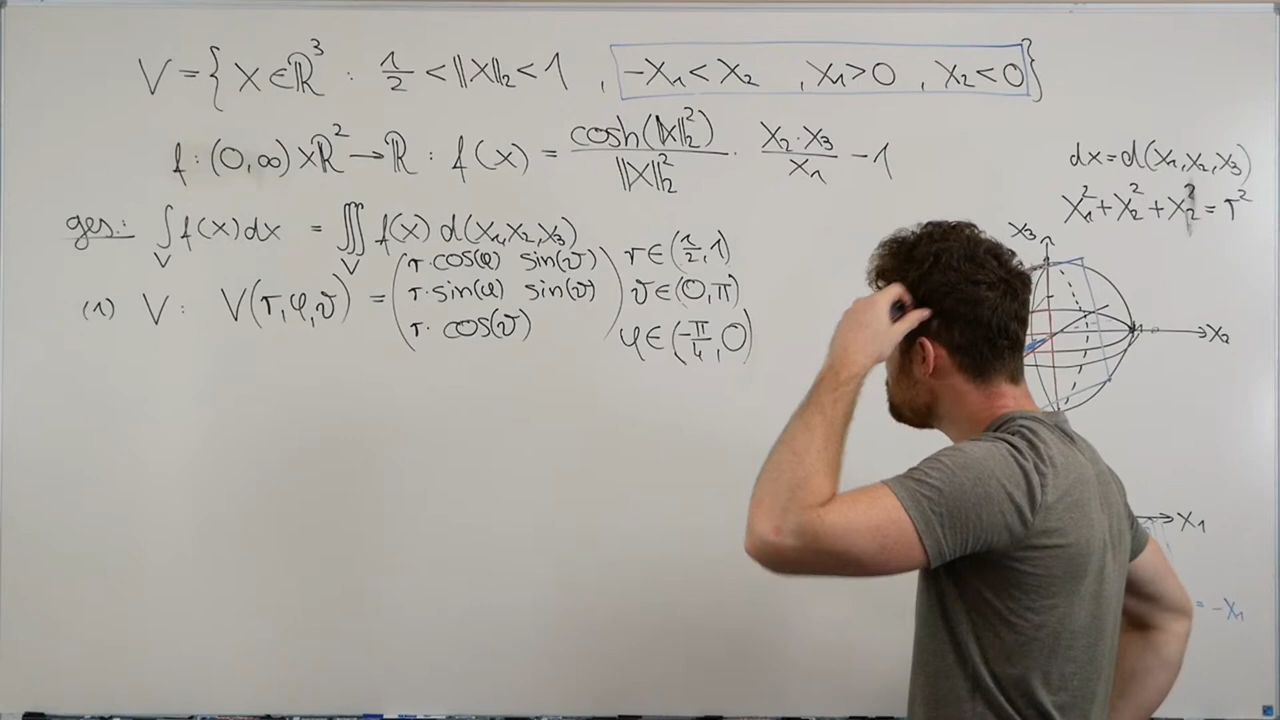 V = { X ∈ ℝ³ : 1/2 < ||X||₂ < 1 , -X₁ < X₂ , X₁ > 0 , X₂ < 0 }
f : (0,∞) x ℝ² → ℝ : f(x) = cosh(||X||₂²) / ||X||₂² · X₂·X₃ / X₁ - 1
dx = d(X₁,X₂,X₃)
X₁² + X₂² + X₂² = r²
ges.: ∫_V f(x) dx = ∭_V f(x) d(X₁,X₂,X₃)
(1) V : V(r,φ,ϑ) = ( r·cos(φ) sin(ϑ)
r·sin(φ) sin(ϑ)
r·cos(ϑ) )
r ∈ (1/2, 1)
ϑ ∈ (0, π)
φ ∈ (-π/4, 0)
X₃
X₂
X₁
= -X₁